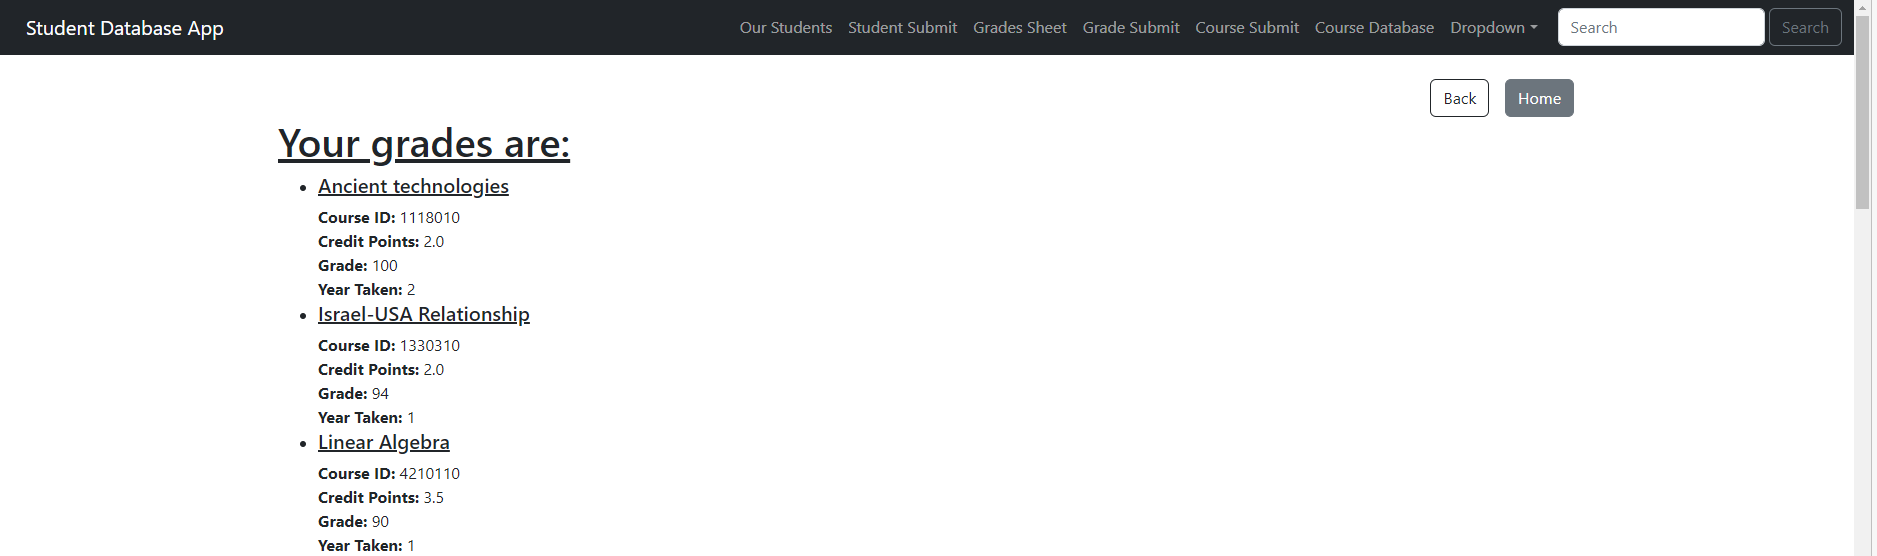 Student Database App
Our Students Student Submit Grades Sheet Grade Submit Course Submit Course Database Dropdown Search Search
Back Home
Your grades are:
Ancient technologies
Course ID: 1118010
Credit Points: 2.0
Grade: 100
Year Taken: 2
Israel-USA Relationship
Course ID: 1330310
Credit Points: 2.0
Grade: 94
Year Taken: 1
Linear Algebra
Course ID: 4210110
Credit Points: 3.5
Grade: 90
Year Taken: 1